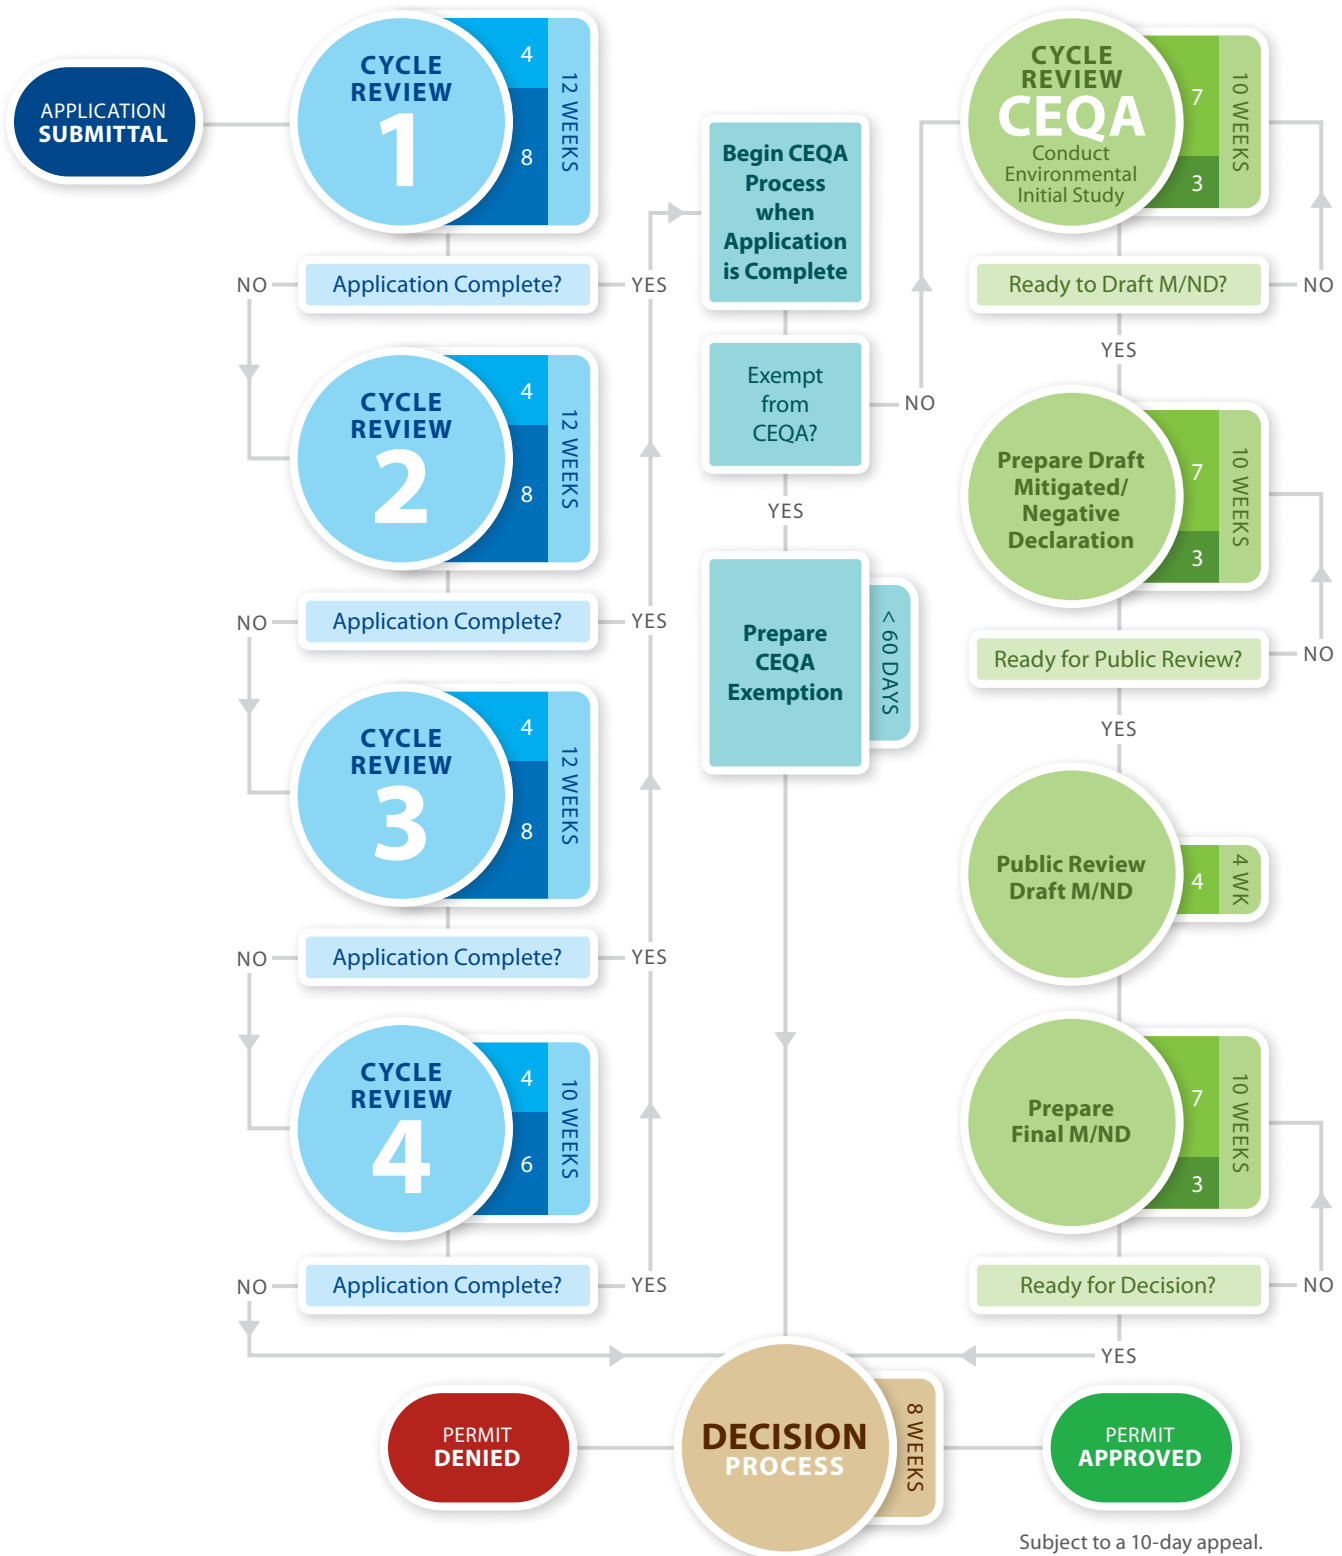 APPLICATION
SUBMITTAL
CYCLE
REVIEW
1
4
8
12 WEEKS
NO
Application Complete?
YES
CYCLE
REVIEW
2
4
8
12 WEEKS
NO
Application Complete?
YES
CYCLE
REVIEW
3
4
8
12 WEEKS
NO
Application Complete?
YES
CYCLE
REVIEW
4
4
6
10 WEEKS
NO
Application Complete?
YES
Begin CEQA
Process
when
Application
is Complete
Exempt
from
CEQA?
NO
YES
Prepare
CEQA
Exemption
< 60 DAYS
CYCLE
REVIEW
CEQA
Conduct
Environmental
Initial Study
7
3
10 WEEKS
Ready to Draft M/ND?
NO
YES
Prepare Draft
Mitigated/
Negative
Declaration
7
3
10 WEEKS
Ready for Public Review?
NO
YES
Public Review
Draft M/ND
4
4 WK
Prepare
Final M/ND
7
3
10 WEEKS
Ready for Decision?
NO
YES
PERMIT
DENIED
DECISION
PROCESS
8 WEEKS
PERMIT
APPROVED
Subject to a 10-day appeal.